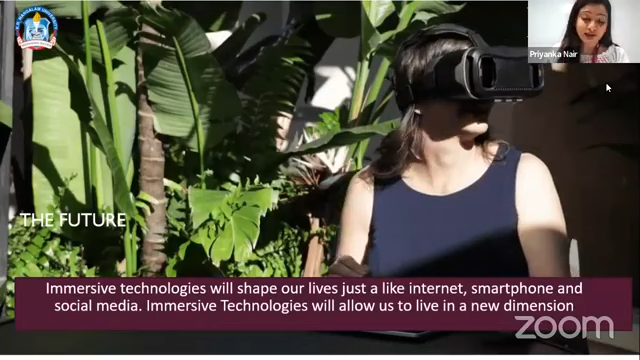 Priyanka Nair
THE FUTURE
Immersive technologies will shape our lives just a like internet, smartphone and
social media. Immersive Technologies will allow us to live in a new dimension
zoom